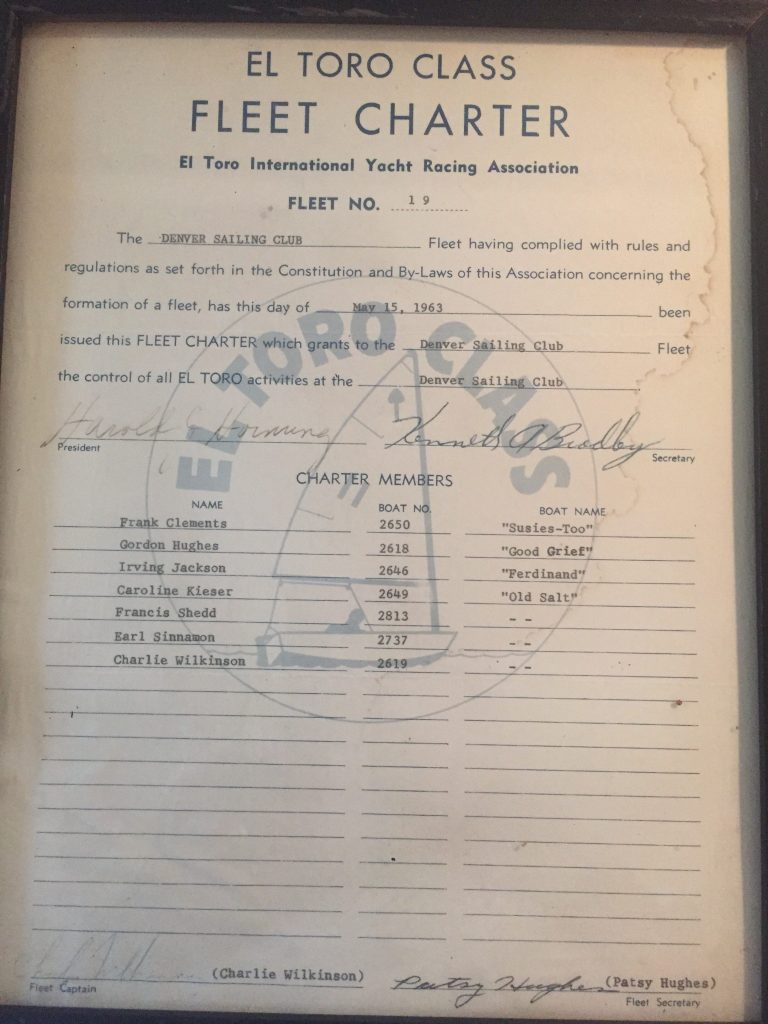 EL TORO CLASS
FLEET CHARTER
El Toro International Yacht Racing Association
FLEET NO. 19
The DENVER SAILING CLUB Fleet having complied with rules and
regulations as set forth in the Constitution and By-Laws of this Association concerning the
formation of a fleet, has this day of May 15, 1963 been
issued this FLEET CHARTER which grants to the Denver Sailing Club Fleet
the control of all EL TORO activities at the Denver Sailing Club
EL TORO CLASS
Harold Kenneth A Bradby
President Secretary
CHARTER MEMBERS
NAME BOAT NO. BOAT NAME
Frank Clements 2650 "Susies-Too"
Gordon Hughes 2618 "Good Grief"
Irving Jackson 2646 "Ferdinand"
Caroline Kieser 2649 "Old Salt"
Francis Shedd 2813 - -
Earl Sinnamon 2737 - -
Charlie Wilkinson 2619 - -
(Charlie Wilkinson) Patsy Hughes (Patsy Hughes)
Fleet Captain Fleet Secretary